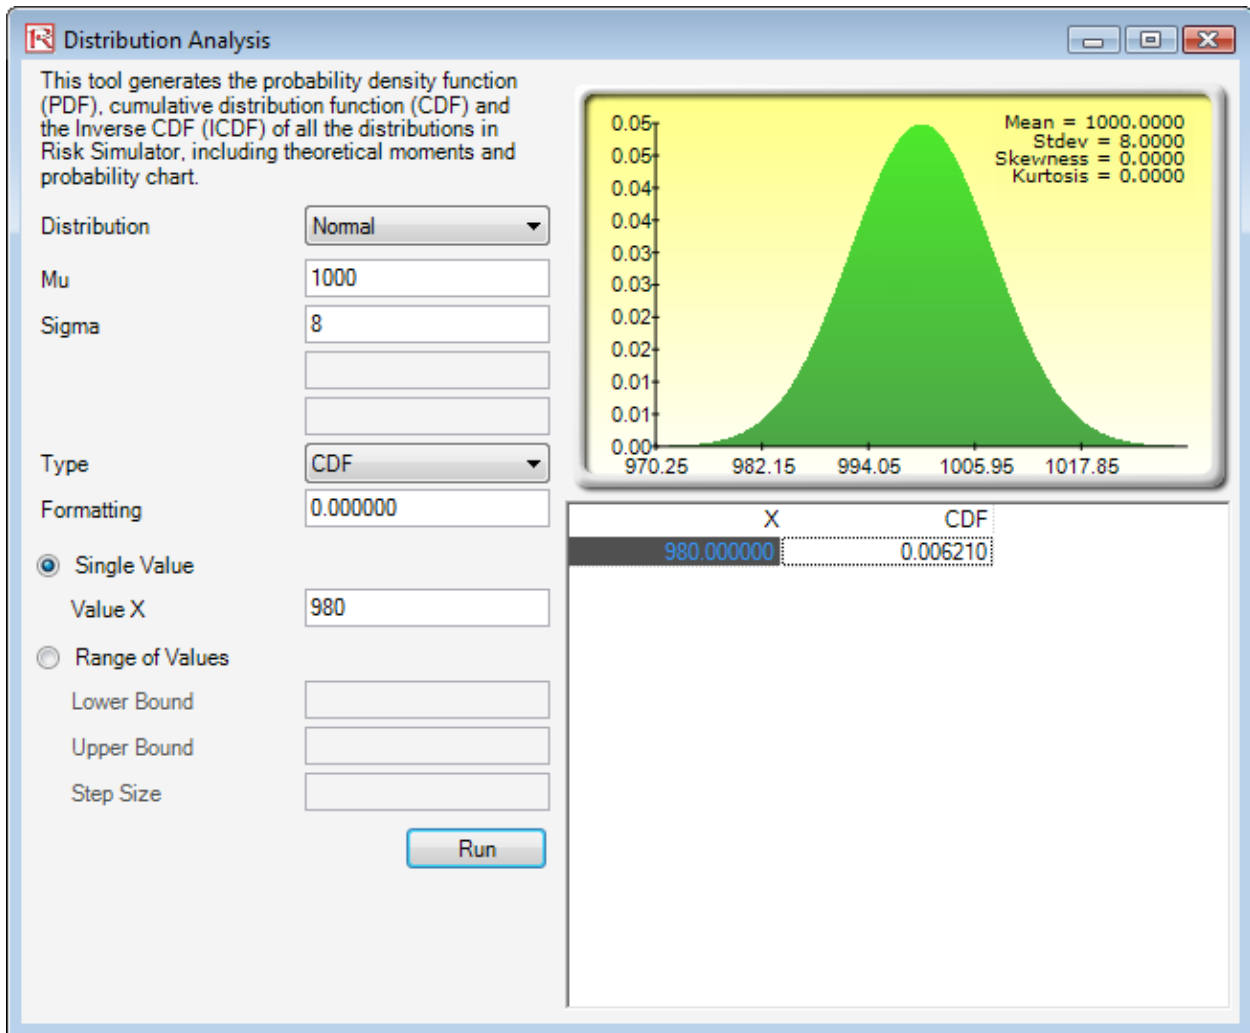 Distribution Analysis
This tool generates the probability density function
(PDF), cumulative distribution function (CDF) and
the Inverse CDF (ICDF) of all the distributions in
Risk Simulator, including theoretical moments and
probability chart.
Distribution Normal
Mu 1000
Sigma 8
Type CDF
Formatting 0.000000
Single Value
Value X 980
Range of Values
Lower Bound
Upper Bound
Step Size
Run
Mean = 1000.0000
Stdev = 8.0000
Skewness = 0.0000
Kurtosis = 0.0000
0.05
0.05
0.04
0.04
0.03
0.03
0.02
0.02
0.01
0.01
0.00
970.25 982.15 994.05 1005.95 1017.85
X CDF
980.000000 0.006210